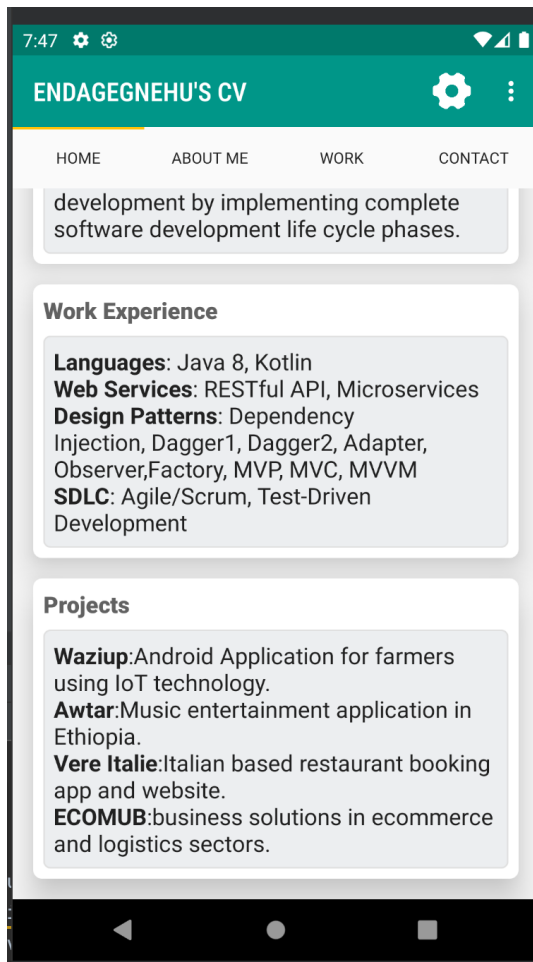 7:47
ENDAGEGNEHU'S CV
HOME ABOUT ME WORK CONTACT
development by implementing complete
software development life cycle phases.
Work Experience
Languages: Java 8, Kotlin
Web Services: RESTful API, Microservices
Design Patterns: Dependency
Injection, Dagger1, Dagger2, Adapter,
Observer,Factory, MVP, MVC, MVVM
SDLC: Agile/Scrum, Test-Driven
Development
Projects
Waziup:Android Application for farmers
using IoT technology.
Awtar:Music entertainment application in
Ethiopia.
Vere Italie:Italian based restaurant booking
app and website.
ECOMUB:business solutions in ecommerce
and logistics sectors.